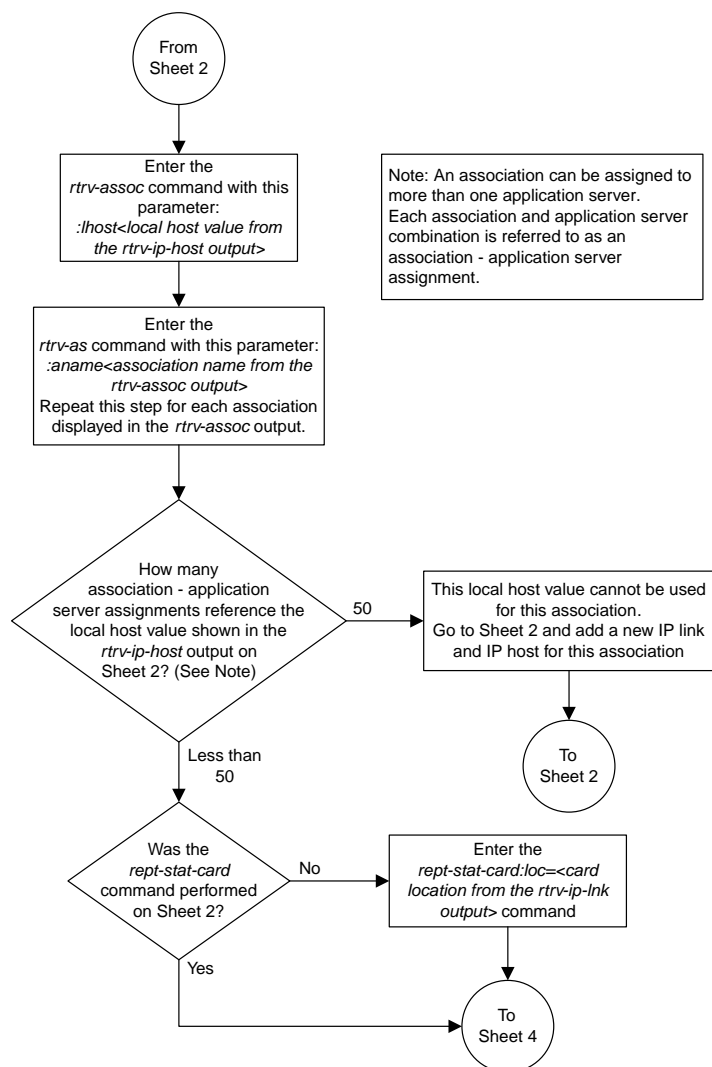 From
Sheet 2
Enter the
rtrv-assoc command with this
parameter:
:lhost<local host value from
the rtrv-ip-host output>
Note: An association can be assigned to
more than one application server.
Each association and application server
combination is referred to as an
association - application server
assignment.
Enter the
rtrv-as command with this parameter:
:aname<association name from the
rtrv-assoc output>
Repeat this step for each association
displayed in the rtrv-assoc output.
How many
association - application
server assignments reference the
local host value shown in the
rtrv-ip-host output on
Sheet 2? (See Note)
50
This local host value cannot be used
for this association.
Go to Sheet 2 and add a new IP link
and IP host for this association
To
Sheet 2
Less than
50
Was the
rept-stat-card
command performed
on Sheet 2?
No
Enter the
rept-stat-card:loc=<card
location from the rtrv-ip-lnk
output> command
Yes
To
Sheet 4